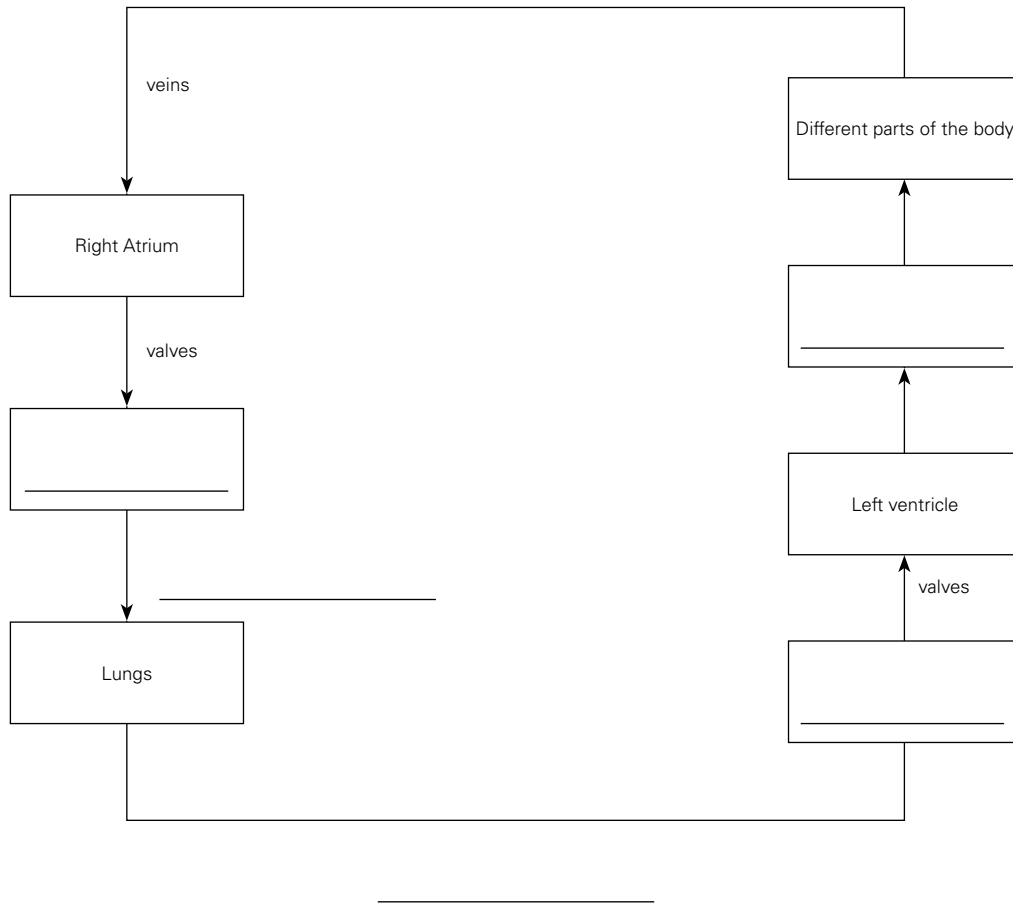 veins
Different parts of the body
Right Atrium
valves
Left ventricle
valves
Lungs